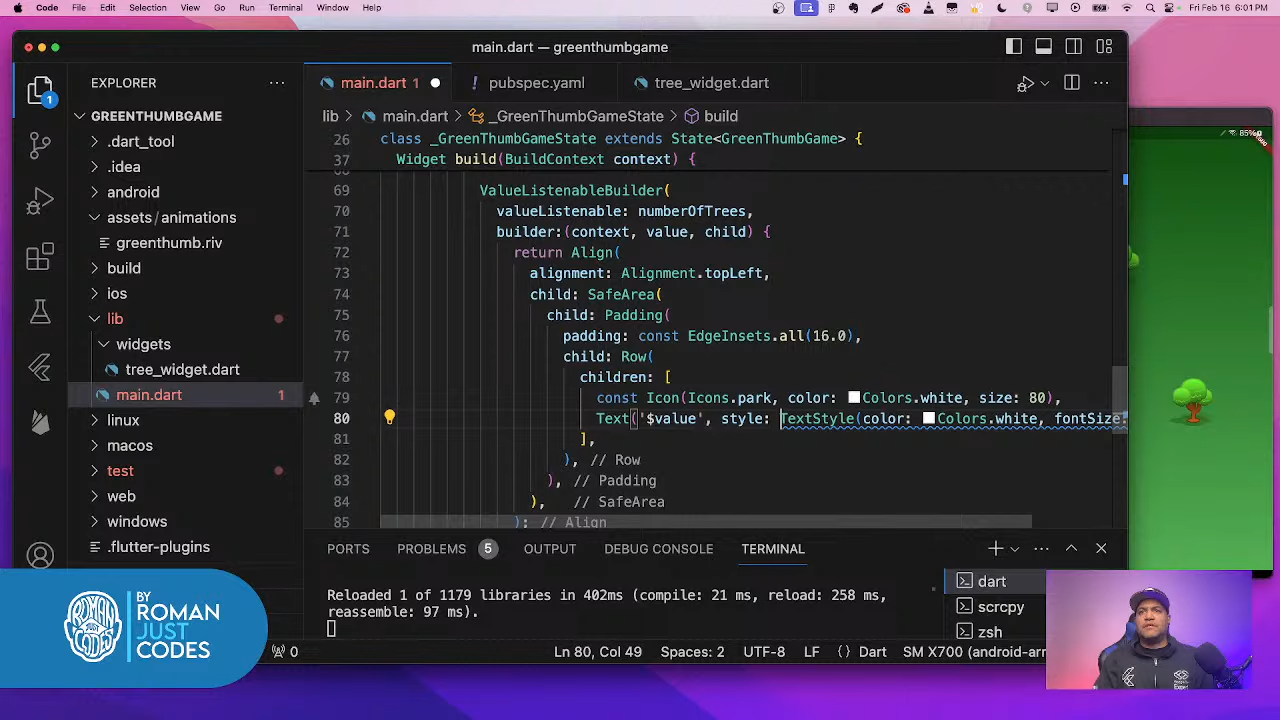 Code File Edit Selection View Go Run Terminal Window Help
85% Fri Feb 16 6:01 PM
main.dart — greenthumbgame
EXPLORER
main.dart 1
pubspec.yaml
tree_widget.dart
GREENTHUMBGAME
.dart_tool
.idea
android
assets/animations
greenthumb.riv
build
ios
lib
widgets
tree_widget.dart
main.dart 1
linux
macos
test
web
windows
.flutter-plugins
1
lib > main.dart > _GreenThumbGameState > build
26 class _GreenThumbGameState extends State<GreenThumbGame> {
37 Widget build(BuildContext context) {
68
69 ValueListenableBuilder(
70 valueListenable: numberOfTrees,
71 builder:(context, value, child) {
72 return Align(
73 alignment: Alignment.topLeft,
74 child: SafeArea(
75 child: Padding(
76 padding: const EdgeInsets.all(16.0),
77 child: Row(
78 children: [
79 const Icon(Icons.park, color: Colors.white, size: 80),
80 Text('$value', style: TextStyle(color: Colors.white, fontSize:
81 ],
82 ), // Row
83 ), // Padding
84 ), // SafeArea
85 ); // Align
PORTS PROBLEMS 5 OUTPUT DEBUG CONSOLE TERMINAL
Reloaded 1 of 1179 libraries in 402ms (compile: 21 ms, reload: 258 ms,
reassemble: 97 ms).
dart
scrcpy
zsh
BY
ROMAN
JUST
CODES
ROMAN
JUST
CODES
0 Ln 80, Col 49 Spaces: 2 UTF-8 LF {} Dart SM X700 (android-arm